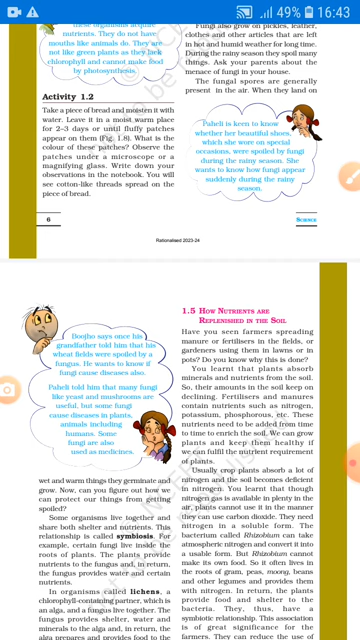 49% 16:43
these organisms acquire
nutrients. They do not have
mouths like animals do. They are
not like green plants as they lack
chlorophyll and cannot make food
by photosynthesis.
Activity 1.2
Take a piece of bread and moisten it with
water. Leave it in a moist warm place
for 2–3 days or until fluffy patches
appear on them (Fig. 1.8). What is the
colour of these patches? Observe the
patches under a microscope or a
magnifying glass. Write down your
observations in the notebook. You will
see cotton-like threads spread on the
piece of bread.
Fungi also grow on pickles, leather,
clothes and other articles that are left
in hot and humid weather for long time.
During the rainy season they spoil many
things. Ask your parents about the
menace of fungi in your house.
The fungal spores are generally
present in the air. When they land on
Paheli is keen to know
whether her beautiful shoes,
which she wore on special
occasions, were spoiled by fungi
during the rainy season. She
wants to know how fungi appear
suddenly during the rainy
season.
6
SCIENCE
Rationalised 2023-24
Boojho says once his
grandfather told him that his
wheat fields were spoiled by a
fungus. He wants to know if
fungi cause diseases also.
Paheli told him that many fungi
like yeast and mushrooms are
useful, but some fungi
cause diseases in plants,
animals including
humans. Some
fungi are also
used as medicines.
wet and warm things they germinate and
grow. Now, can you figure out how we
can protect our things from getting
spoiled?
Some organisms live together and
share both shelter and nutrients. This
relationship is called symbiosis. For
example, certain fungi live inside the
roots of plants. The plants provide
nutrients to the fungus and, in return,
the fungus provides water and certain
nutrients.
In organisms called lichens, a
chlorophyll-containing partner, which is
an alga, and a fungus live together. The
fungus provides shelter, water and
minerals to the alga and, in return, the
alga prepares and provides food to the
1.5 HOW NUTRIENTS ARE
REPLENISHED IN THE SOIL
Have you seen farmers spreading
manure or fertilisers in the fields, or
gardeners using them in lawns or in
pots? Do you know why this is done?
You learnt that plants absorb
minerals and nutrients from the soil.
So, their amounts in the soil keep on
declining. Fertilisers and manures
contain nutrients such as nitrogen,
potassium, phosphorous, etc. These
nutrients need to be added from time
to time to enrich the soil. We can grow
plants and keep them healthy if
we can fulfil the nutrient requirement
of plants.
Usually crop plants absorb a lot of
nitrogen and the soil becomes deficient
in nitrogen. You learnt that though
nitrogen gas is available in plenty in the
air, plants cannot use it in the manner
they can use carbon dioxide. They need
nitrogen in a soluble form. The
bacterium called Rhizobium can take
atmospheric nitrogen and convert it into
a usable form. But Rhizobium cannot
make its own food. So it often lives in
the roots of gram, peas, moong, beans
and other legumes and provides them
with nitrogen. In return, the plants
provide food and shelter to the
bacteria. They, thus, have a
symbiotic relationship. This association
is of great significance for the
farmers. They can reduce the use of